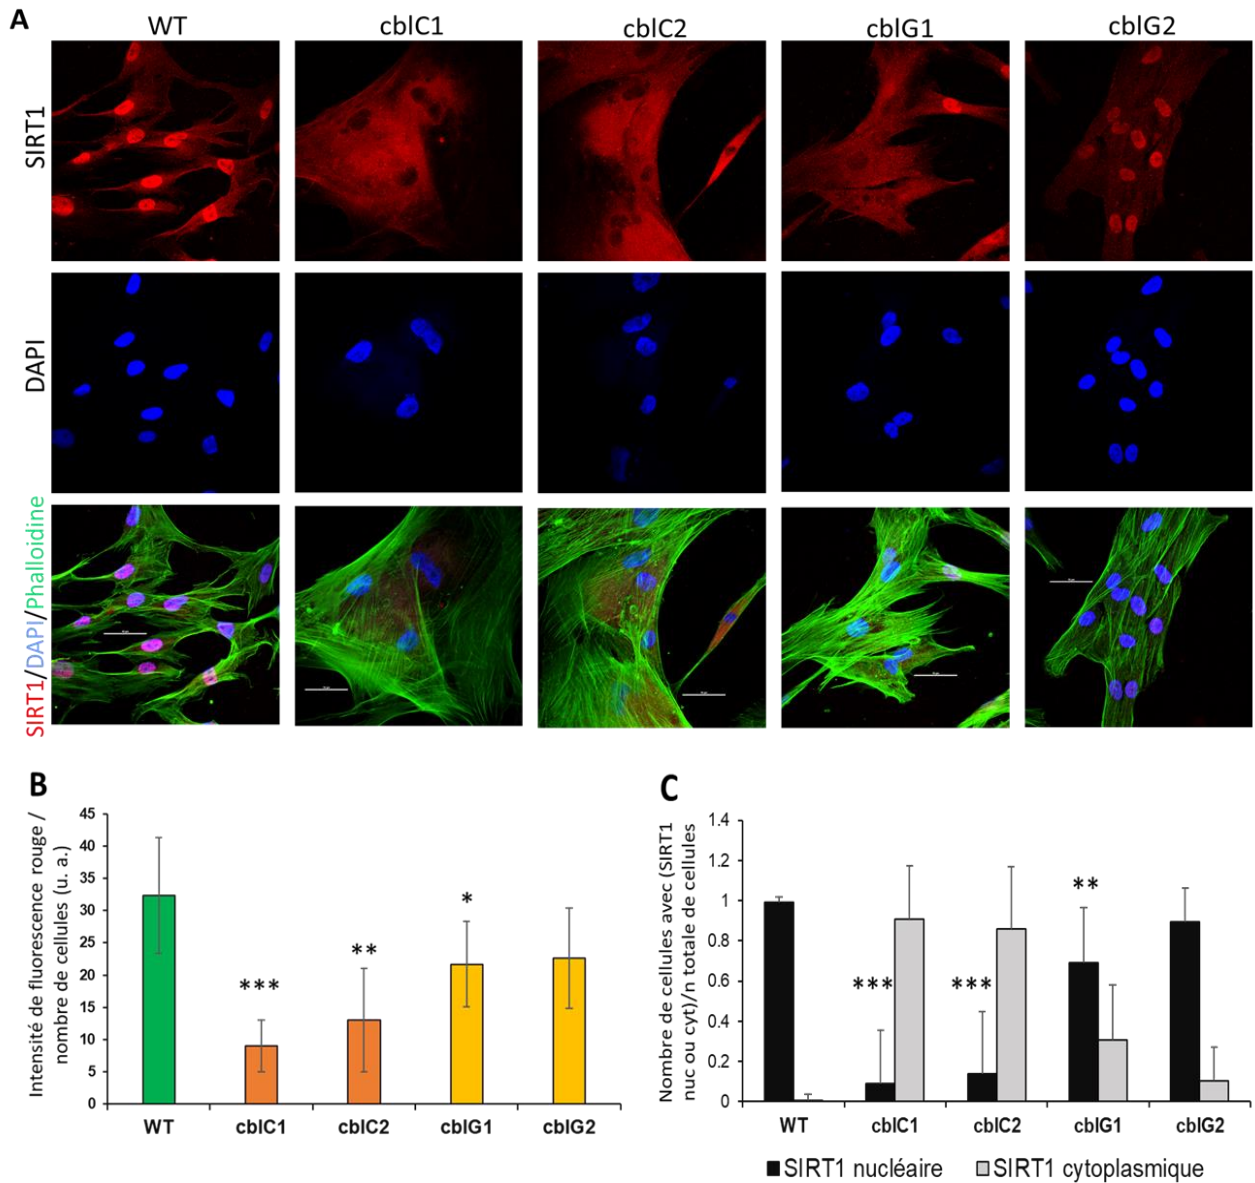 A
WT cblC1 cblC2 cblG1 cblG2
SIRT1
DAPI
SIRT1/DAPI/Phalloidine
B
Intensité de fluorescence rouge /
nombre de cellules (u. a.)
45
40
35
30
25
20
15
10
5
0
***
**
*
WT cblC1 cblC2 cblG1 cblG2
C
Nombre de cellules avec (SIRT1
nuc ou cyt)/n totale de cellules
1.4
1.2
1
0.8
0.6
0.4
0.2
0
***
***
**
WT cblC1 cblC2 cblG1 cblG2
SIRT1 nucléaire SIRT1 cytoplasmique